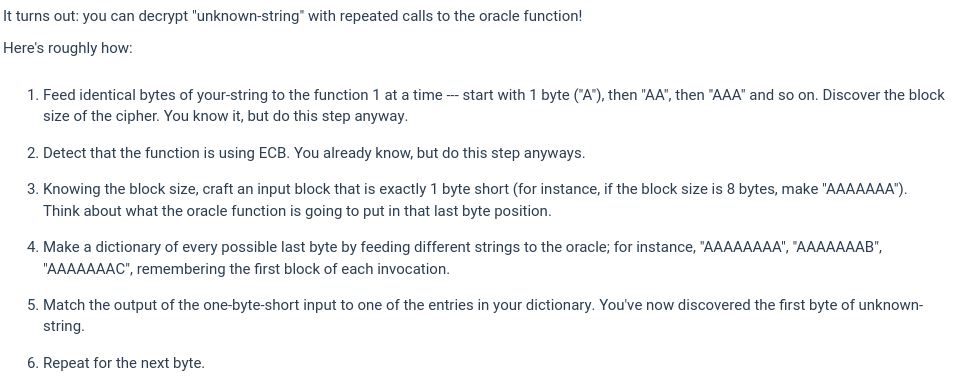 It turns out: you can decrypt "unknown-string" with repeated calls to the oracle function!
Here's roughly how:
1. Feed identical bytes of your-string to the function 1 at a time --- start with 1 byte ("A"), then "AA", then "AAA" and so on. Discover the block
size of the cipher. You know it, but do this step anyway.
2. Detect that the function is using ECB. You already know, but do this step anyways.
3. Knowing the block size, craft an input block that is exactly 1 byte short (for instance, if the block size is 8 bytes, make "AAAAAAA").
Think about what the oracle function is going to put in that last byte position.
4. Make a dictionary of every possible last byte by feeding different strings to the oracle; for instance, "AAAAAAAA", "AAAAAAAB",
"AAAAAAAC", remembering the first block of each invocation.
5. Match the output of the one-byte-short input to one of the entries in your dictionary. You've now discovered the first byte of unknown-
string.
6. Repeat for the next byte.